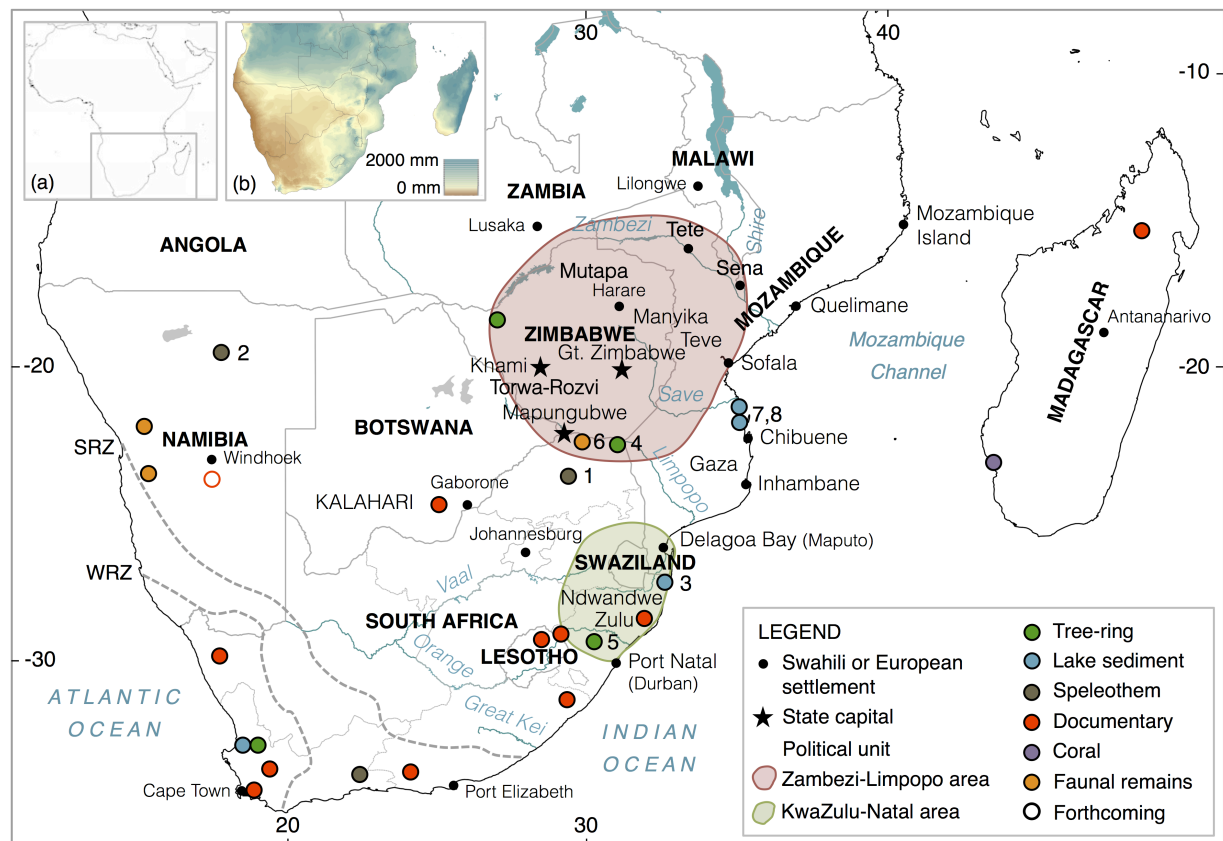 30
40
-10
2000 mm
0 mm
(a)
(b)
MALAWI
Lilongwe
ZAMBIA
Lusaka
Zambezi
Shire
Mozambique
Island
ANGOLA
Tete
Mutapa
Sena
Harare
MOZAMBIQUE
Manyika
Quelimane
ZIMBABWE
Teve
Antananarivo
MADAGASCAR
Mozambique
Channel
2
Gt. Zimbabwe
Khami
Sofala
-20
-20
Torwa-Rozvi
Save
Mapungubwe
7,8
BOTSWANA
NAMIBIA
6
4
Chibuene
SRZ
Windhoek
Gaza
1
Limpopo
Inhambane
KALAHARI
Gaborone
Johannesburg
Delagoa Bay (Maputo)
SWAZILAND
WRZ
Vaal
3
Ndwandwe
Zulu
SOUTH AFRICA
Orange
5
LESOTHO
-30
Port Natal
(Durban)
ATLANTIC
OCEAN
Great Kei
INDIAN
OCEAN
Cape Town
Port Elizabeth
20
30
LEGEND
Swahili or European
settlement
State capital
Political unit
Zambezi-Limpopo area
KwaZulu-Natal area
Tree-ring
Lake sediment
Speleothem
Documentary
Coral
Faunal remains
Forthcoming